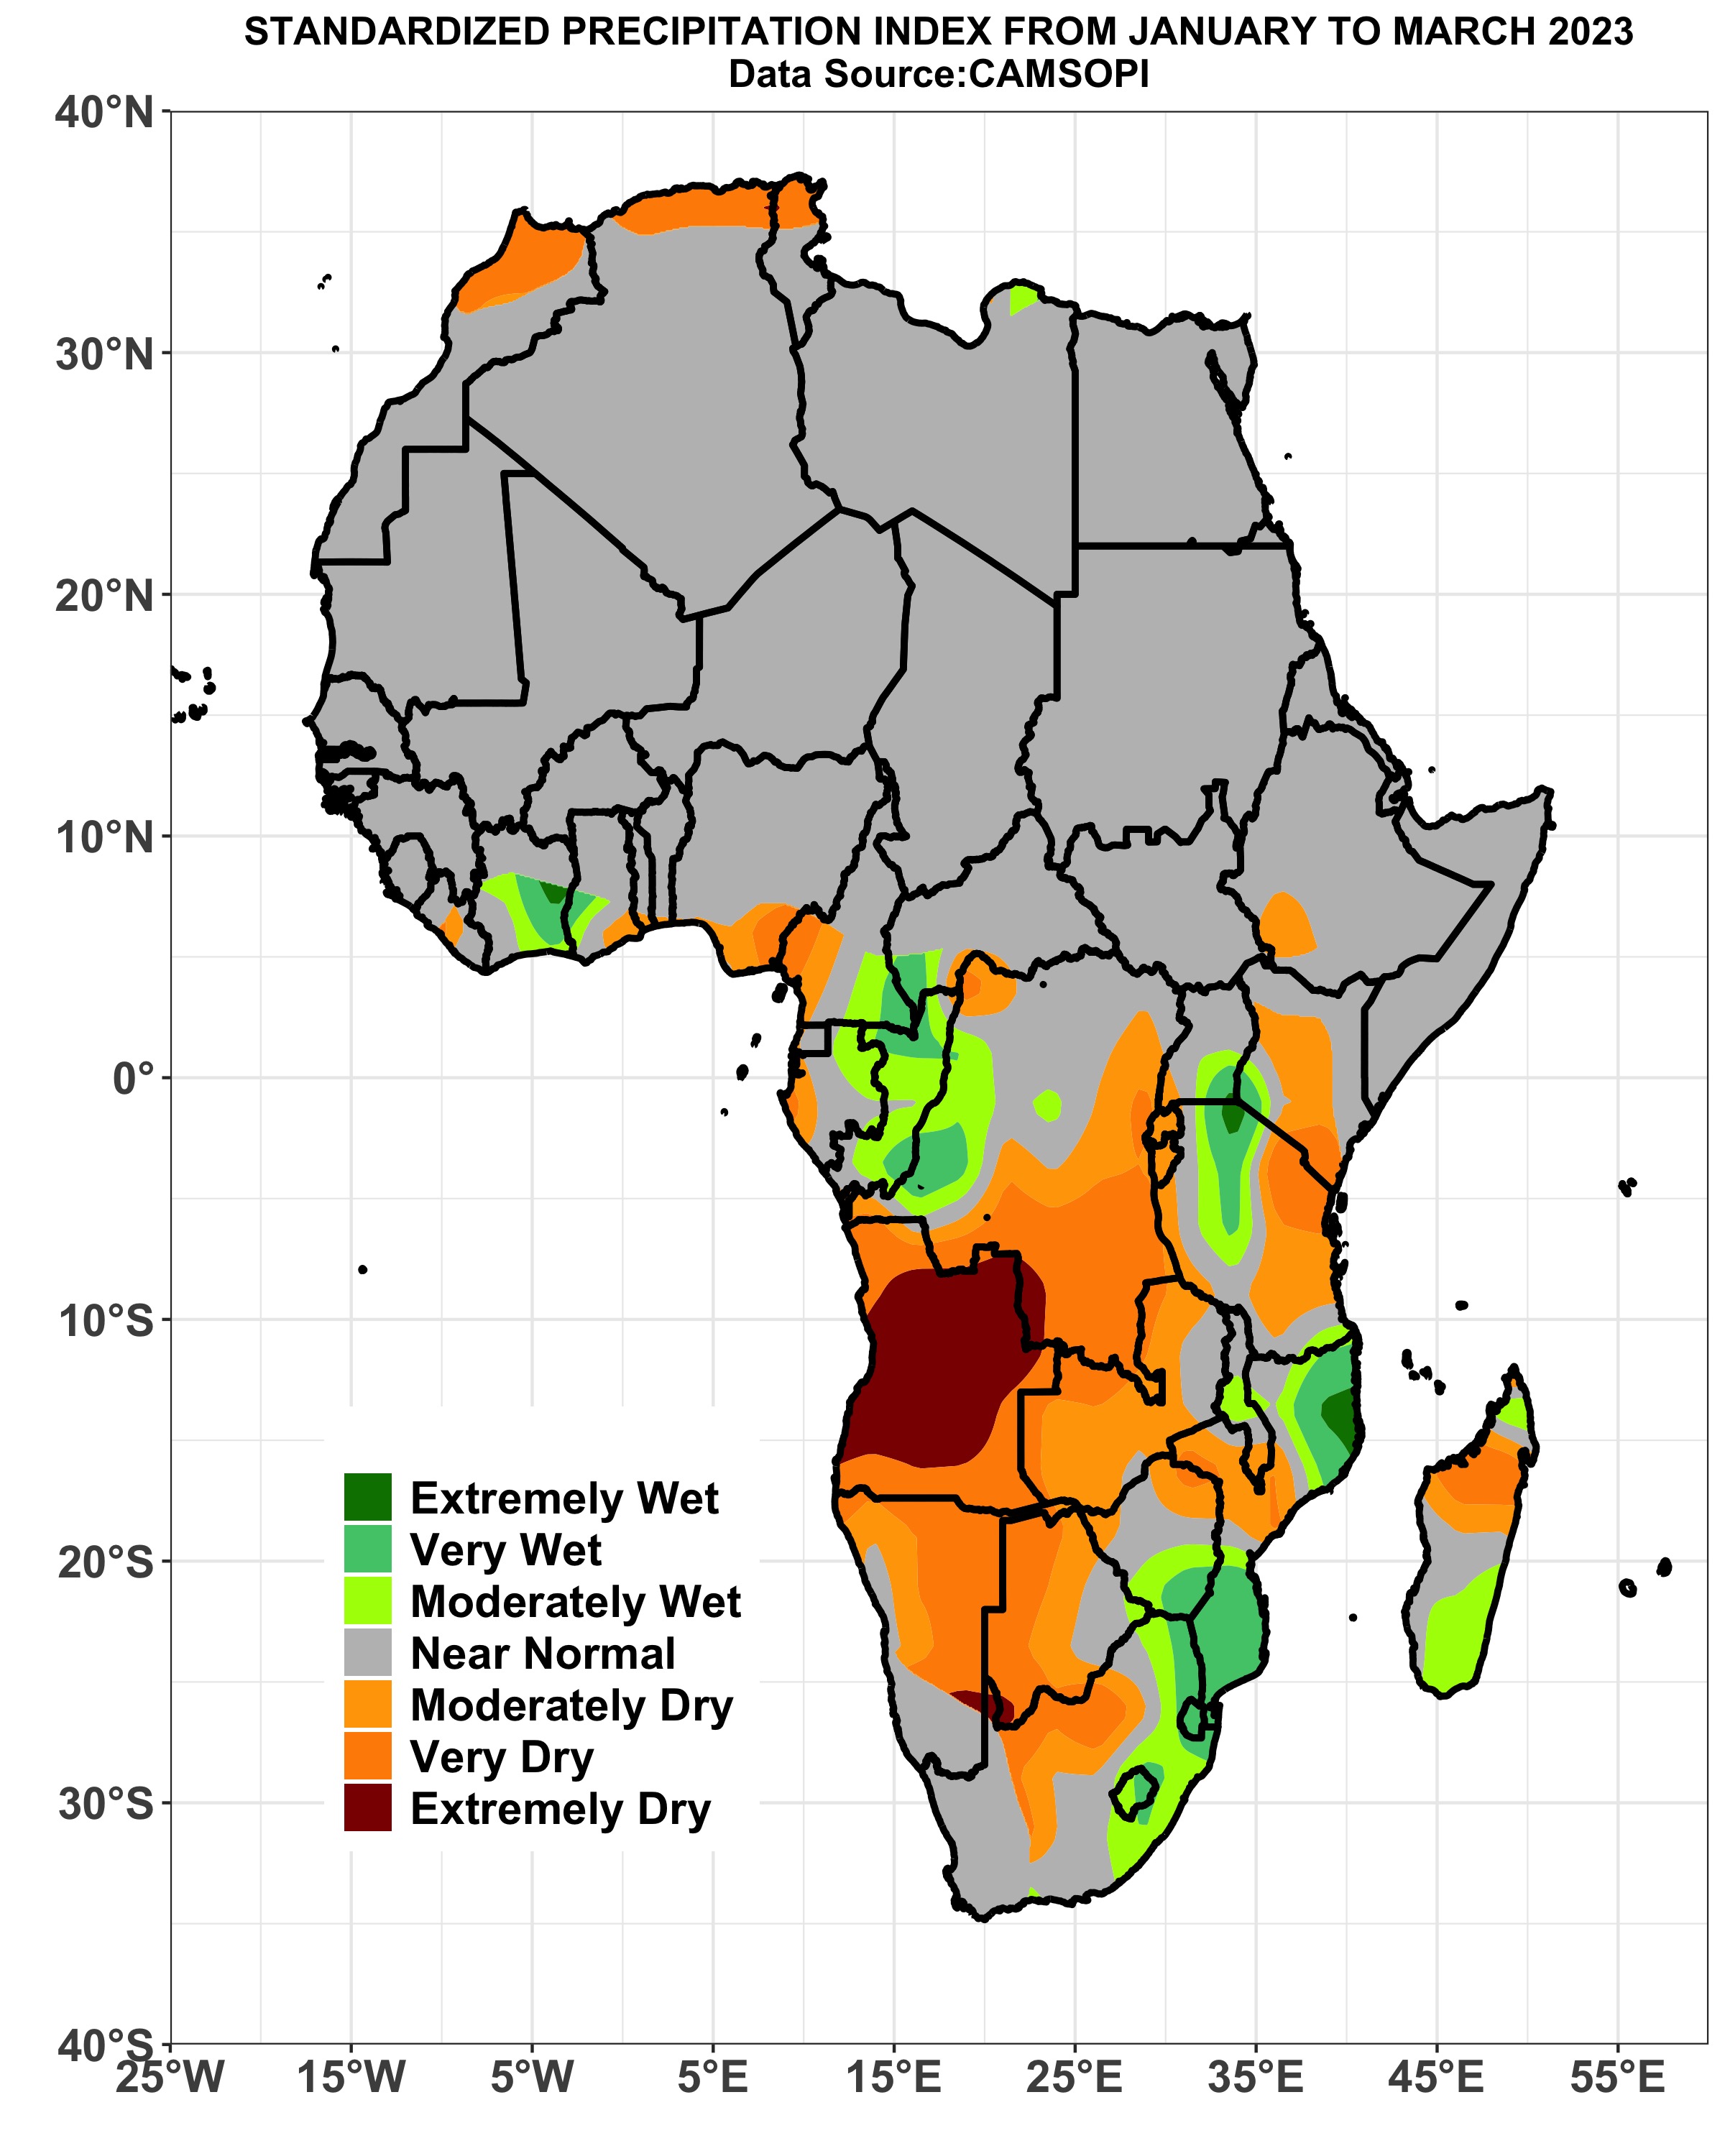 STANDARDIZED PRECIPITATION INDEX FROM JANUARY TO MARCH 2023
Data Source:CAMSOPI
40°N
30°N
20°N
10°N
0°
10°S
20°S
30°S
40°S
Extremely Wet
Very Wet
Moderately Wet
Near Normal
Moderately Dry
Very Dry
Extremely Dry
25°W 15°W 5°W 5°E 15°E 25°E 35°E 45°E 55°E